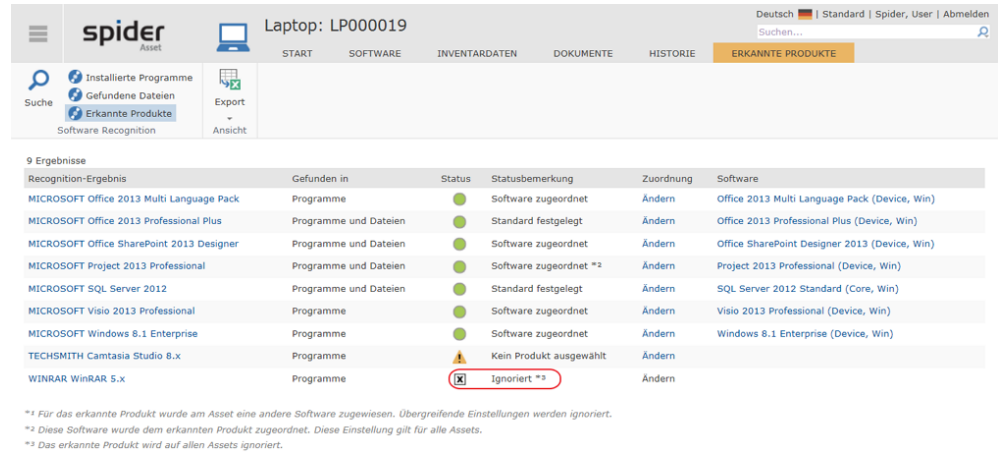 Deutsch | Standard | Spider, User | Abmelden
spider
Asset
Laptop: LP000019
Suchen...
START SOFTWARE INVENTARDATEN DOKUMENTE HISTORIE ERKANNTE PRODUKTE
Suche
Installierte Programme
Gefundene Dateien
Erkannte Produkte
Software Recognition
Export
Ansicht
9 Ergebnisse
Recognition-Ergebnis Gefunden in Status Statusbemerkung Zuordnung Software
MICROSOFT Office 2013 Multi Language Pack Programme Software zugeordnet Ändern Office 2013 Multi Language Pack (Device, Win)
MICROSOFT Office 2013 Professional Plus Programme und Dateien Standard festgelegt Ändern Office 2013 Professional Plus (Device, Win)
MICROSOFT Office SharePoint 2013 Designer Programme Software zugeordnet Ändern Office SharePoint Designer 2013 (Device, Win)
MICROSOFT Project 2013 Professional Programme und Dateien Software zugeordnet *² Ändern Project 2013 Professional (Device, Win)
MICROSOFT SQL Server 2012 Programme und Dateien Standard festgelegt Ändern SQL Server 2012 Standard (Core, Win)
MICROSOFT Visio 2013 Professional Programme Software zugeordnet Ändern Visio 2013 Professional (Device, Win)
MICROSOFT Windows 8.1 Enterprise Programme Software zugeordnet Ändern Windows 8.1 Enterprise (Device, Win)
TECHSMITH Camtasia Studio 8.x Programme Kein Produkt ausgewählt Ändern
WINRAR WinRAR 5.x Programme Ignoriert *³ Ändern
*¹ Für das erkannte Produkt wurde am Asset eine andere Software zugewiesen. Übergreifende Einstellungen werden ignoriert.
*² Diese Software wurde dem erkannten Produkt zugeordnet. Diese Einstellung gilt für alle Assets.
*³ Das erkannte Produkt wird auf allen Assets ignoriert.